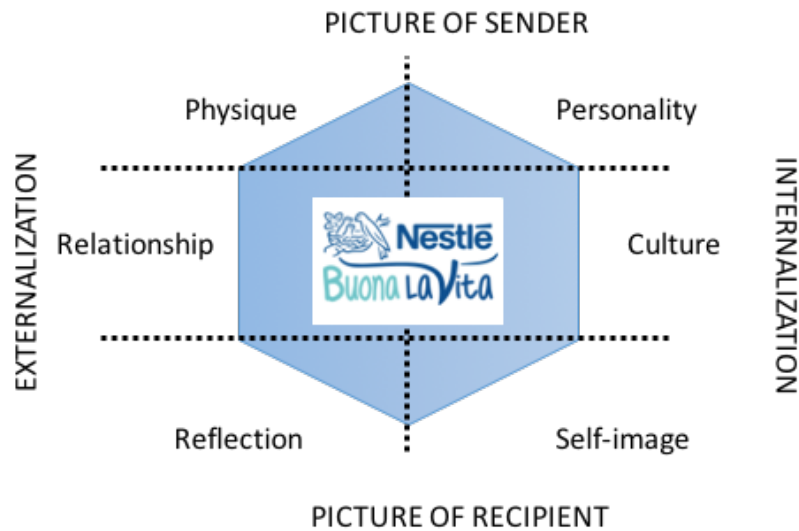 PICTURE OF SENDER
Physique
Personality
EXTERNALIZATION
INTERNALIZATION
Relationship
Nestlé
Buona La Vita
Culture
Reflection
Self-image
PICTURE OF RECIPIENT